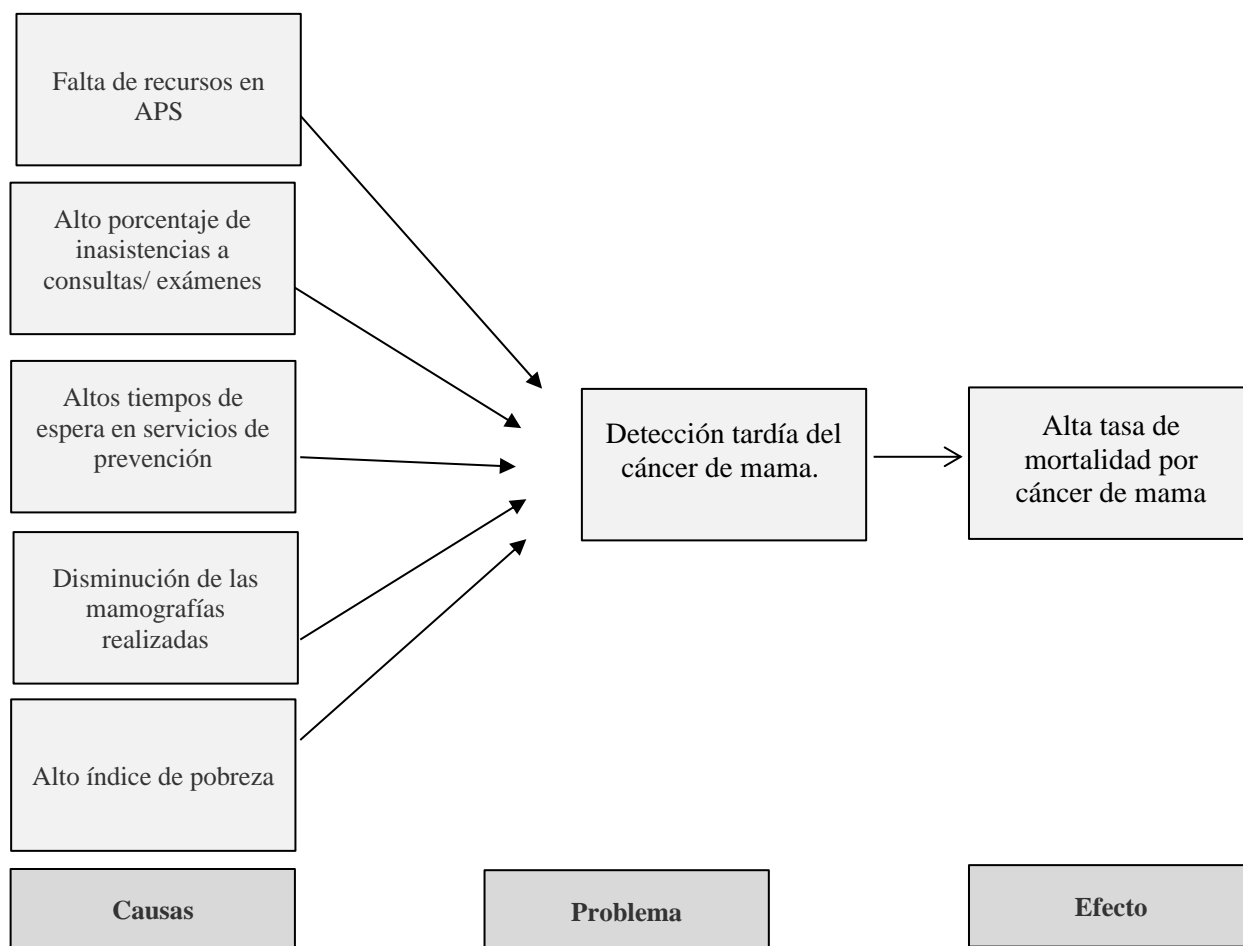 Falta de recursos en
APS
Alto porcentaje de
inasistencias a
consultas/ exámenes
Altos tiempos de
espera en servicios de
prevención
Disminución de las
mamografías
realizadas
Alto índice de pobreza
Detección tardía del
cáncer de mama.
Alta tasa de
mortalidad por
cáncer de mama
Causas
Problema
Efecto